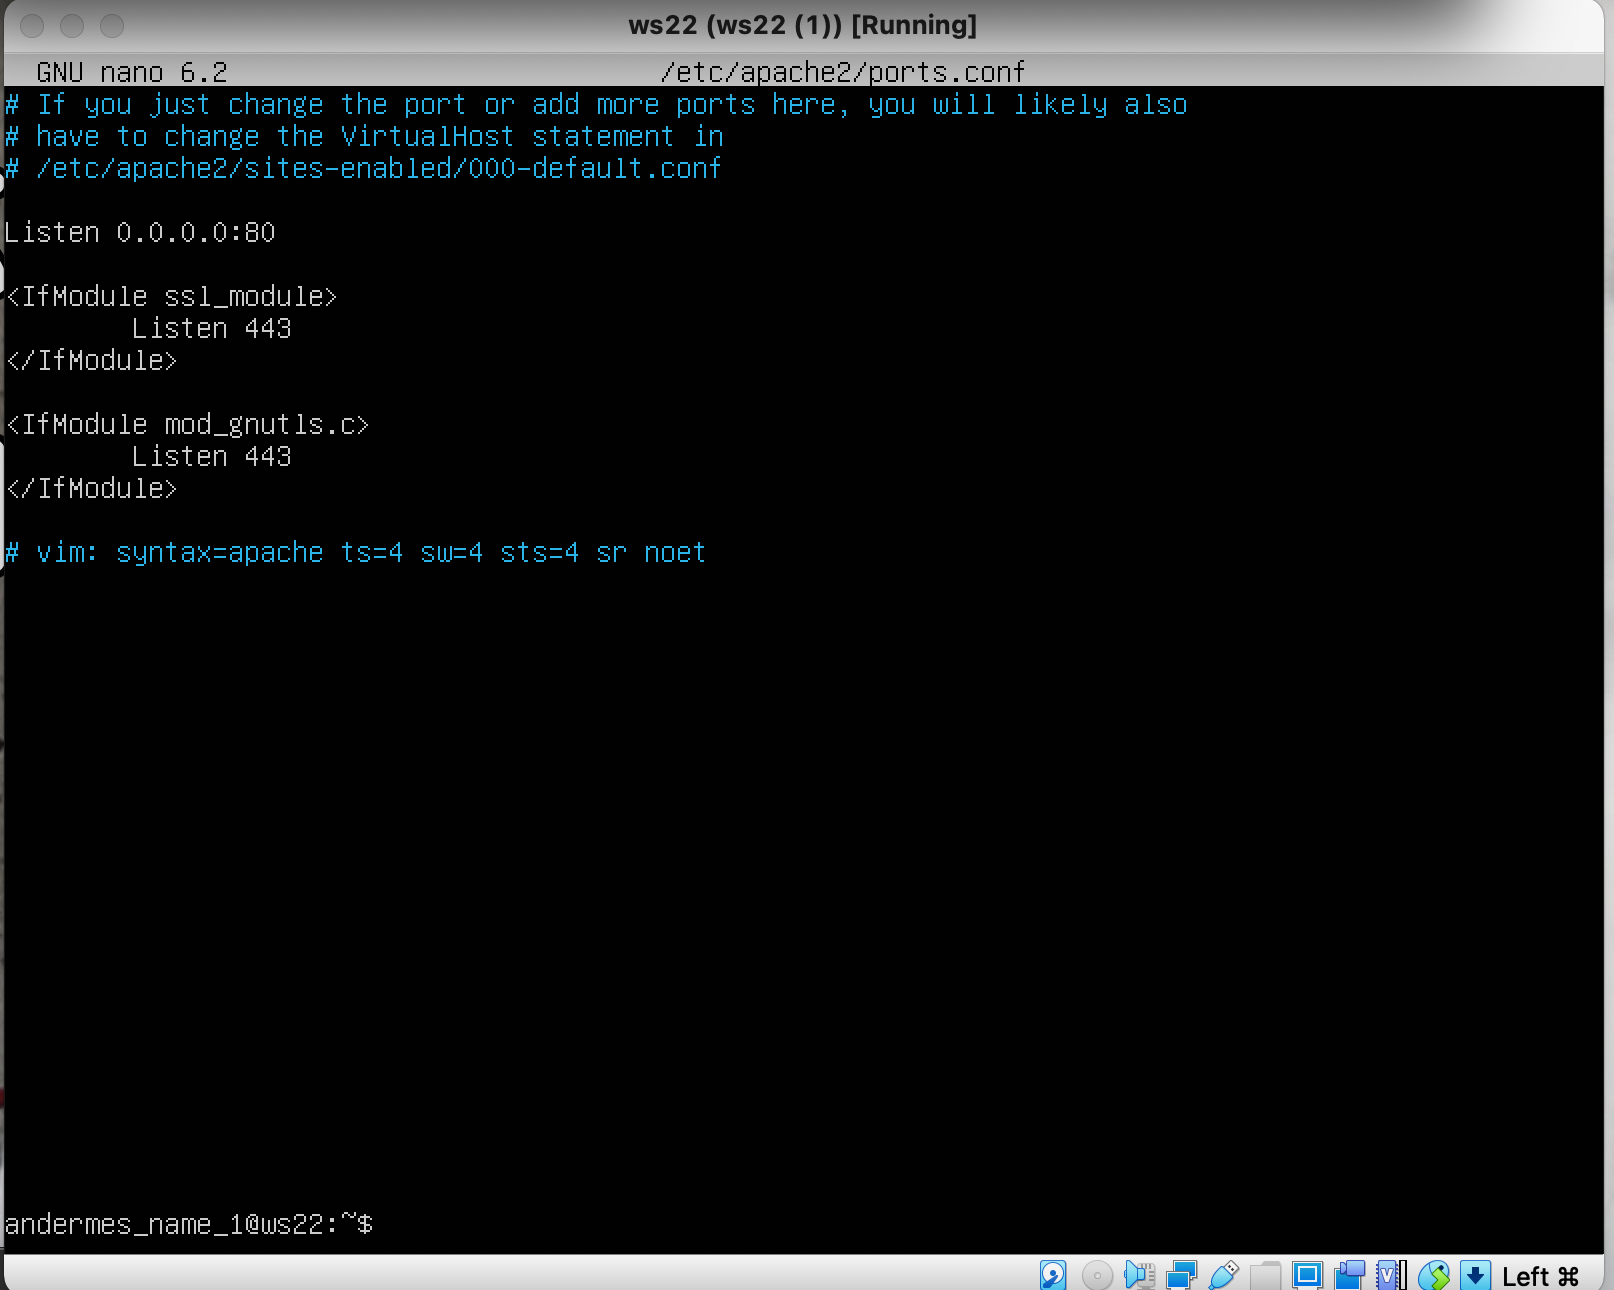 ws22 (ws22 (1)) [Running]
GNU nano 6.2 /etc/apache2/ports.conf
# If you just change the port or add more ports here, you will likely also
# have to change the VirtualHost statement in
# /etc/apache2/sites-enabled/000-default.conf
Listen 0.0.0.0:80
<IfModule ssl_module>
Listen 443
</IfModule>
<IfModule mod_gnutls.c>
Listen 443
</IfModule>
# vim: syntax=apache ts=4 sw=4 sts=4 sr noet
andermes_name_1@ws22:~$
Left ⌘